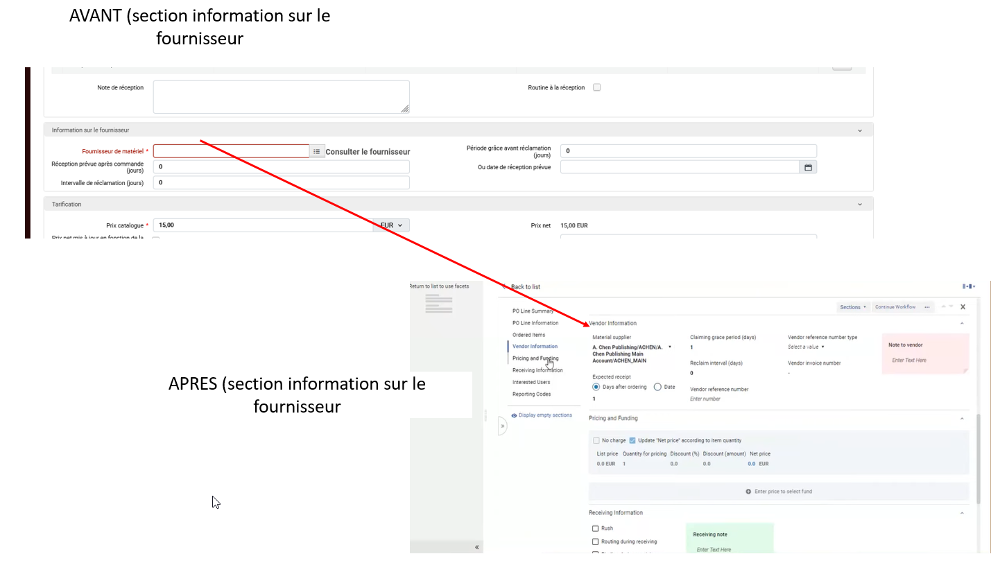 AVANT (section information sur le
fournisseur
Note de réception
Routine à la réception
Information sur le fournisseur
Fournisseur de matériel *
Consulter le fournisseur
Période grâce avant réclamation
(jours)
0
Réception prévue après commande
(jours)
0
Ou date de réception prévue
Intervalle de réclamation (jours)
0
Tarification
Prix catalogue *
15,00
EUR
Prix net
15,00 EUR
Prix net mis à jour en fonction de la
APRES (section information sur le
fournisseur
Return to list to use facets
Back to list
Sections
Continue Workflow
PO Line Summary
PO Line Information
Ordered Items
Vendor Information
Pricing and Funding
Receiving Information
Interested Users
Reporting Codes
Display empty sections
Vendor Information
Material supplier
A. Chen Publishing/ACHEN/A.
Chen Publishing Main
Account/ACHEN_MAIN
Expected receipt
Days after ordering
Date
1
Claiming grace period (days)
1
Reclaim interval (days)
0
Vendor reference number
Enter number
Vendor reference number type
Select a value
Vendor invoice number
-
Note to vendor
Enter Text Here
Pricing and Funding
No charge
Update "Net price" according to item quantity
List price Quantity for pricing Discount (%) Discount (amount) Net price
0.0 EUR 1 0.0 0.0 0.0 EUR
Enter price to select fund
Receiving Information
Rush
Routing during receiving
Receiving note
Enter Text Here